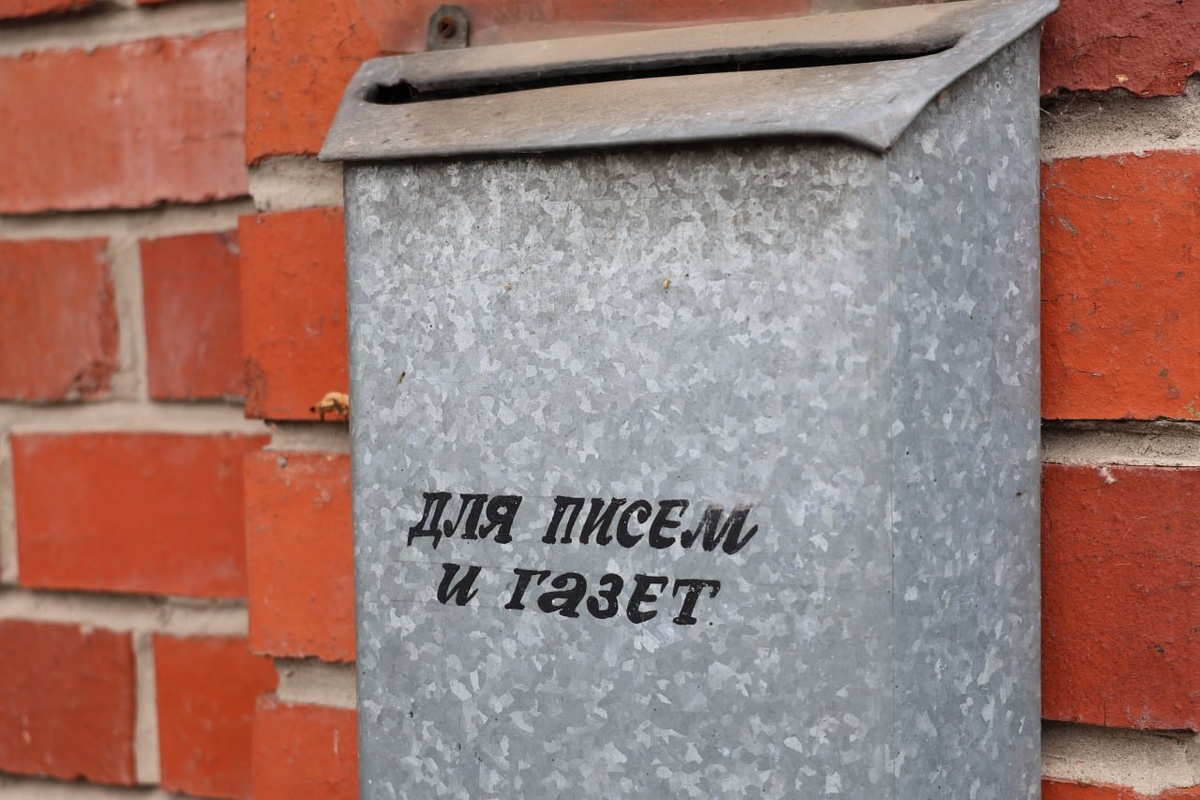 для писем
и газет